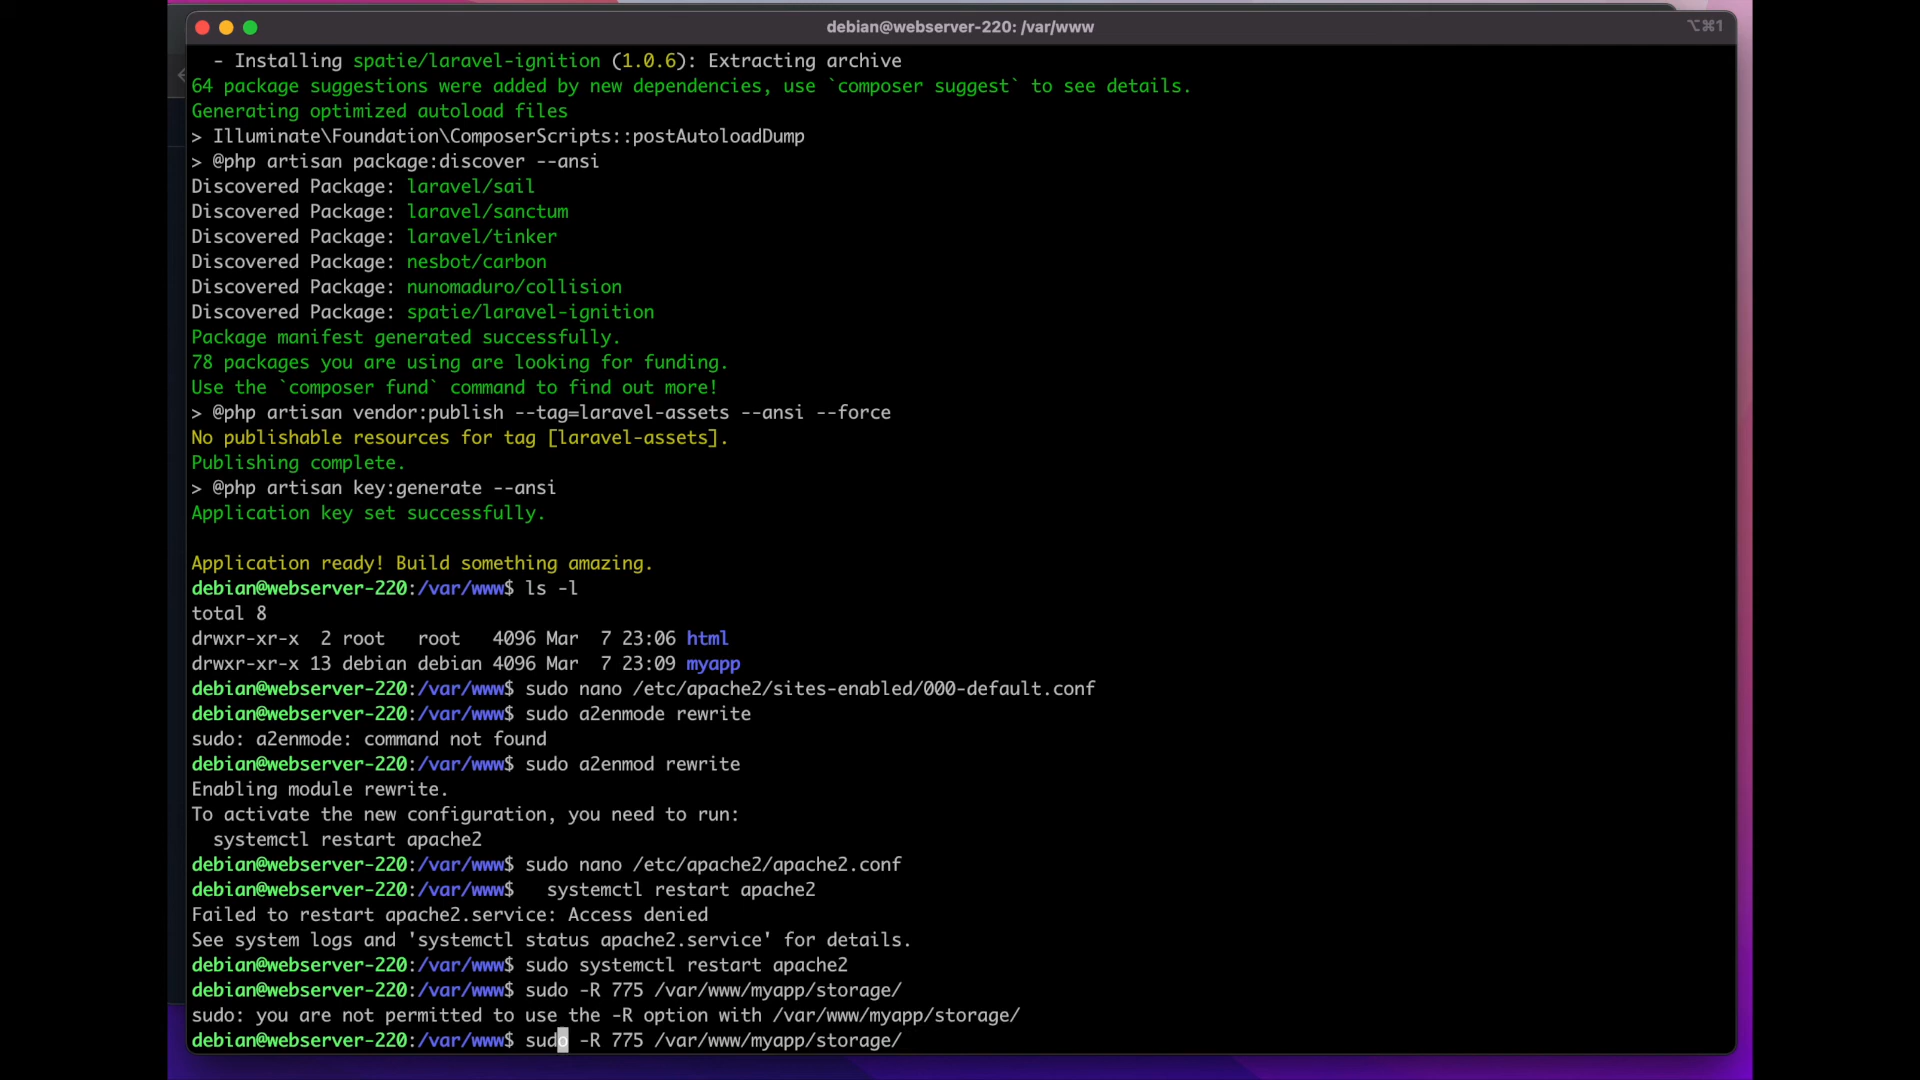 debian@webserver-220: /var/www
⌥⌘1
- Installing spatie/laravel-ignition (1.0.6): Extracting archive
64 package suggestions were added by new dependencies, use `composer suggest` to see details.
Generating optimized autoload files
> Illuminate\Foundation\ComposerScripts::postAutoloadDump
> @php artisan package:discover --ansi
Discovered Package: laravel/sail
Discovered Package: laravel/sanctum
Discovered Package: laravel/tinker
Discovered Package: nesbot/carbon
Discovered Package: nunomaduro/collision
Discovered Package: spatie/laravel-ignition
Package manifest generated successfully.
78 packages you are using are looking for funding.
Use the `composer fund` command to find out more!
> @php artisan vendor:publish --tag=laravel-assets --ansi --force
No publishable resources for tag [laravel-assets].
Publishing complete.
> @php artisan key:generate --ansi
Application key set successfully.
Application ready! Build something amazing.
debian@webserver-220:/var/www$ ls -l
total 8
drwxr-xr-x  2 root   root   4096 Mar  7 23:06 html
drwxr-xr-x 13 debian debian 4096 Mar  7 23:09 myapp
debian@webserver-220:/var/www$ sudo nano /etc/apache2/sites-enabled/000-default.conf
debian@webserver-220:/var/www$ sudo a2enmode rewrite
sudo: a2enmode: command not found
debian@webserver-220:/var/www$ sudo a2enmod rewrite
Enabling module rewrite.
To activate the new configuration, you need to run:
  systemctl restart apache2
debian@webserver-220:/var/www$ sudo nano /etc/apache2/apache2.conf
debian@webserver-220:/var/www$   systemctl restart apache2
Failed to restart apache2.service: Access denied
See system logs and 'systemctl status apache2.service' for details.
debian@webserver-220:/var/www$ sudo systemctl restart apache2
debian@webserver-220:/var/www$ sudo -R 775 /var/www/myapp/storage/
sudo: you are not permitted to use the -R option with /var/www/myapp/storage/
debian@webserver-220:/var/www$ sudo -R 775 /var/www/myapp/storage/